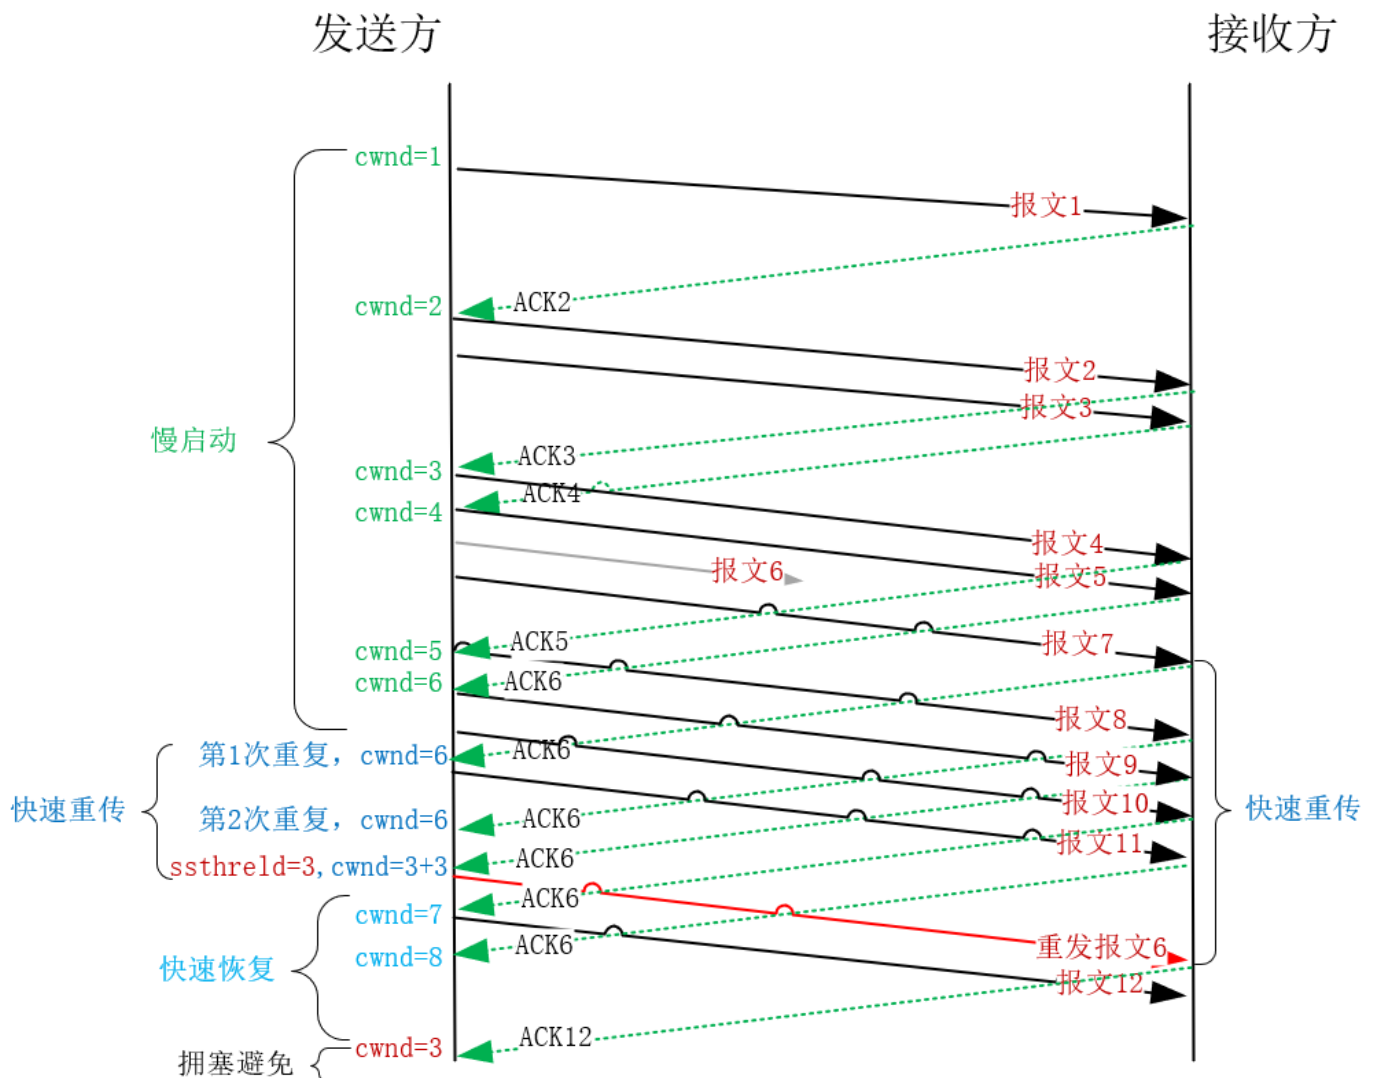 发送方
接收方
cwnd=1
报文1
ACK2
cwnd=2
报文2
报文3
慢启动
ACK3
cwnd=3
ACK4
cwnd=4
报文4
报文6
报文5
ACK5
报文7
cwnd=5
ACK6
cwnd=6
报文8
第1次重复，cwnd=6
ACK6
报文9
快速重传
报文10
快速重传
第2次重复，cwnd=6
ACK6
报文11
ssthreld=3,cwnd=3+3
ACK6
ACK6
cwnd=7
重发报文6
ACK6
cwnd=8
快速恢复
报文12
ACK12
cwnd=3
拥塞避免